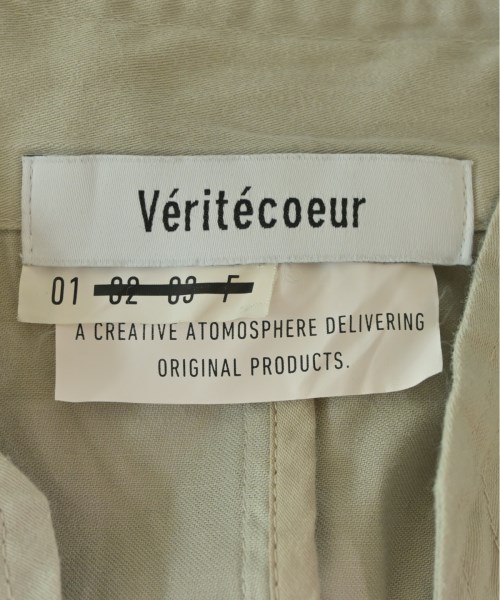 Véritécoeur
01 02 03 F
A CREATIVE ATOMOSPHERE DELIVERING
ORIGINAL PRODUCTS.